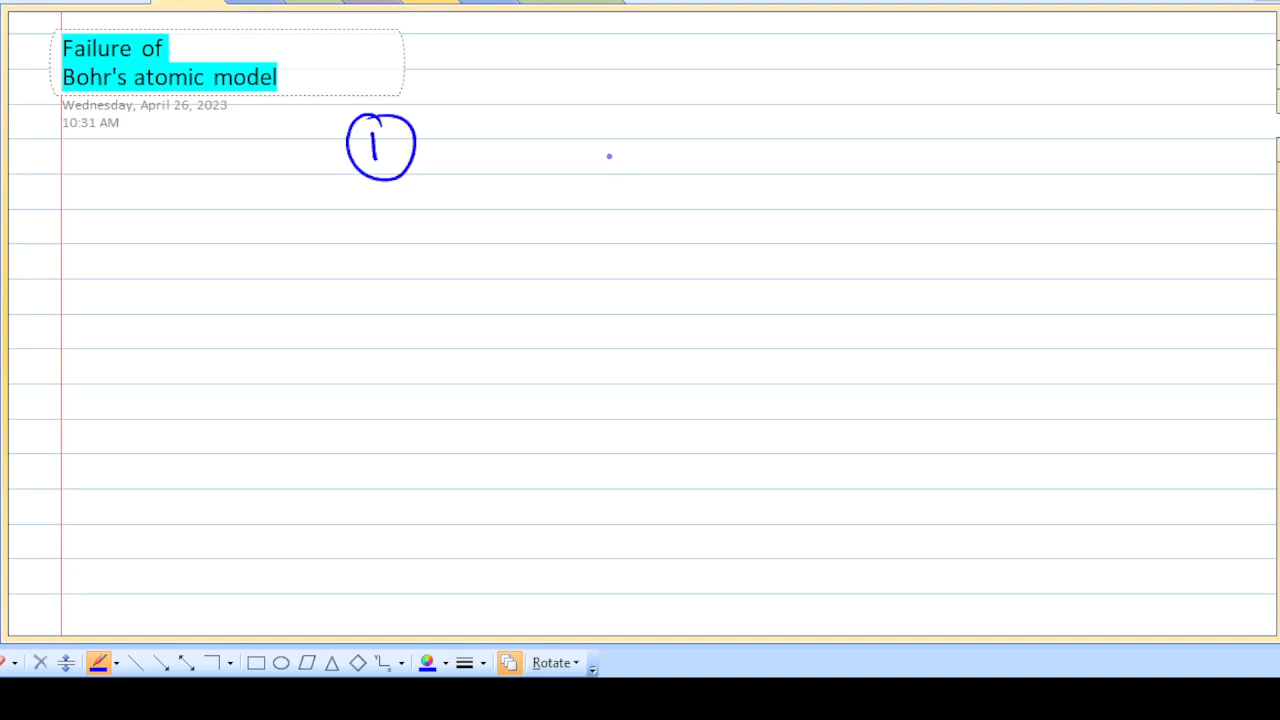 Failure of
Bohr's atomic model
Wednesday, April 26, 2023
10:31 AM
1
Rotate